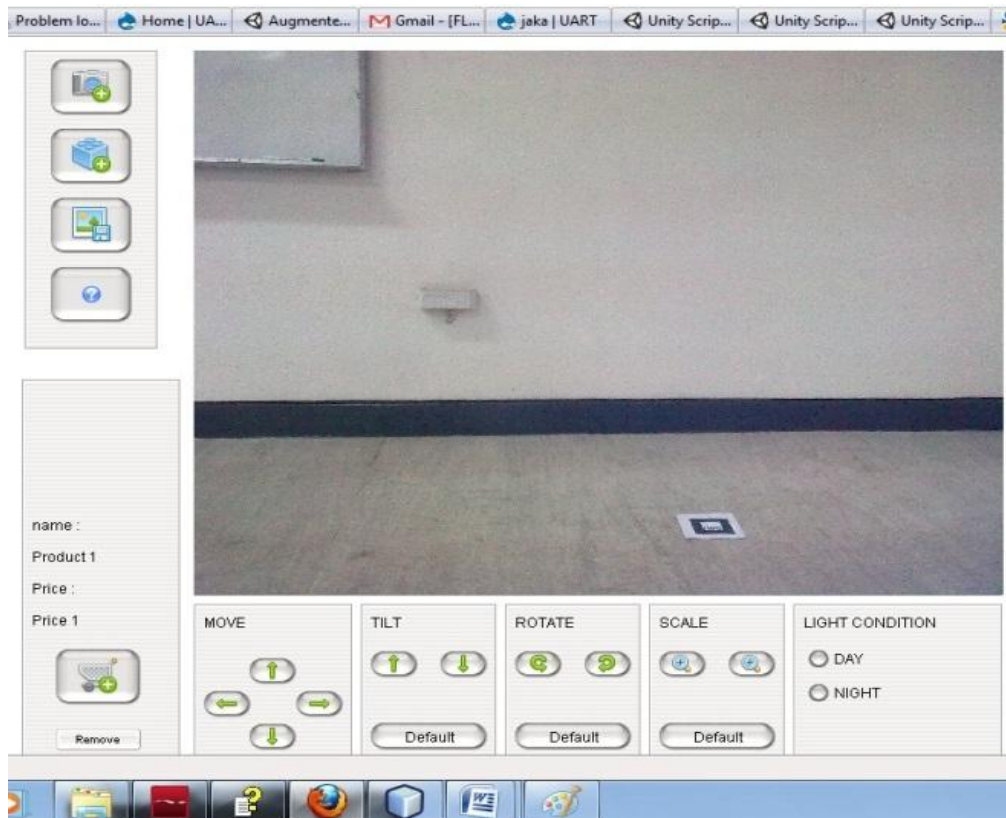 Problem lo...
Home | UA...
Augmente...
Gmail - [FL...
jaka | UART
Unity Scrip...
Unity Scrip...
Unity Scrip...
name :
Product 1
Price :
Price 1
Remove
MOVE
TILT
Default
ROTATE
Default
SCALE
Default
LIGHT CONDITION
DAY
NIGHT